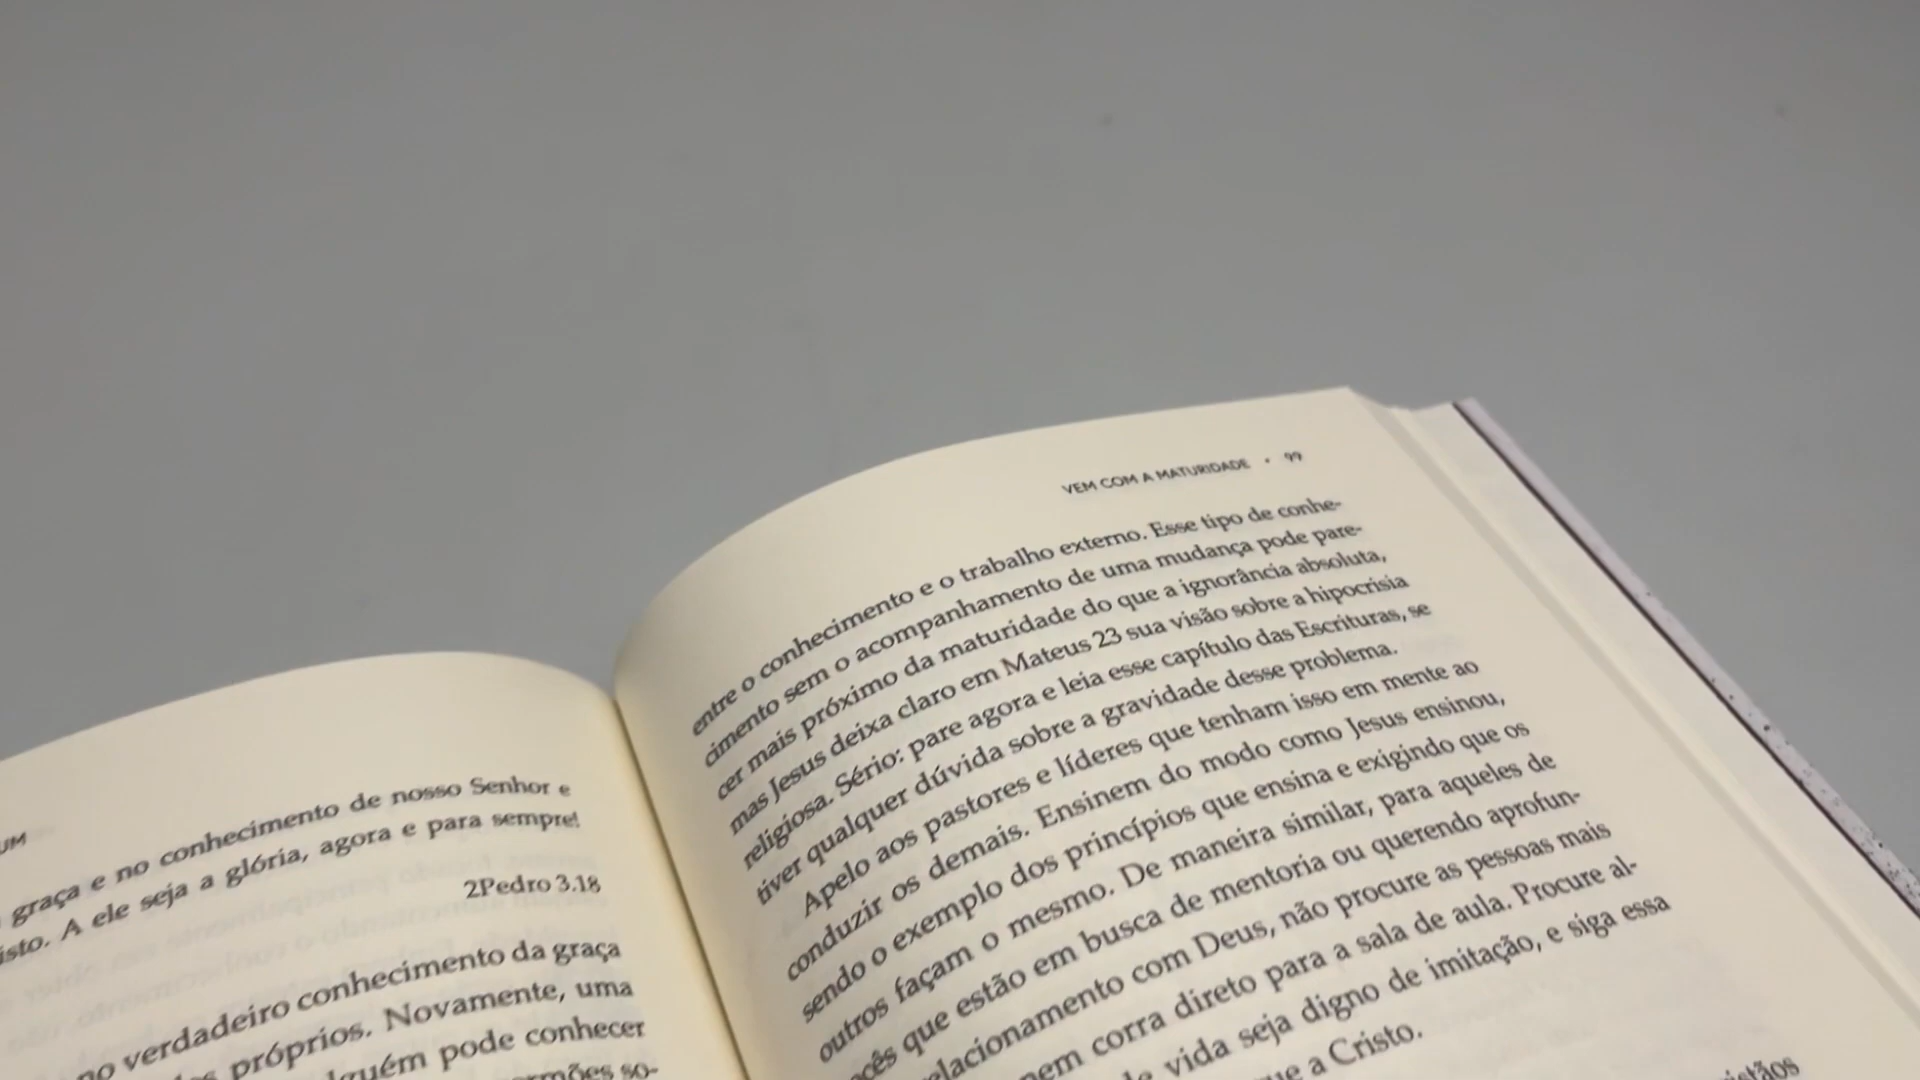 UM
graça e no conhecimento de nosso Senhor e
isto. A ele seja a glória, agora e para sempre!
2Pedro 3.18
no verdadeiro conhecimento da graça
próprios. Novamente, uma
guém pode conhecer
so-
VEM COM A MATURIDADE • 99
entre o conhecimento e o trabalho externo. Esse tipo de conhe-
cimento sem o acompanhamento de uma mudança pode pare-
cer mais próximo da maturidade do que a ignorância absoluta,
mas Jesus deixa claro em Mateus 23 sua visão sobre a hipocrisia
religiosa. Sério: pare agora e leia esse capítulo das Escrituras, se
tiver qualquer dúvida sobre a gravidade desse problema.
Apelo aos pastores e líderes que tenham isso em mente ao
conduzir os demais. Ensinem do modo como Jesus ensinou,
sendo o exemplo dos princípios que ensina e exigindo que os
outros façam o mesmo. De maneira similar, para aqueles de
ocês que estão em busca de mentoria ou querendo aprofun-
elacionamento com Deus, não procure as pessoas mais
nem corra direto para a sala de aula. Procure al-
vida seja digno de imitação, e siga essa
ue a Cristo.
istãos